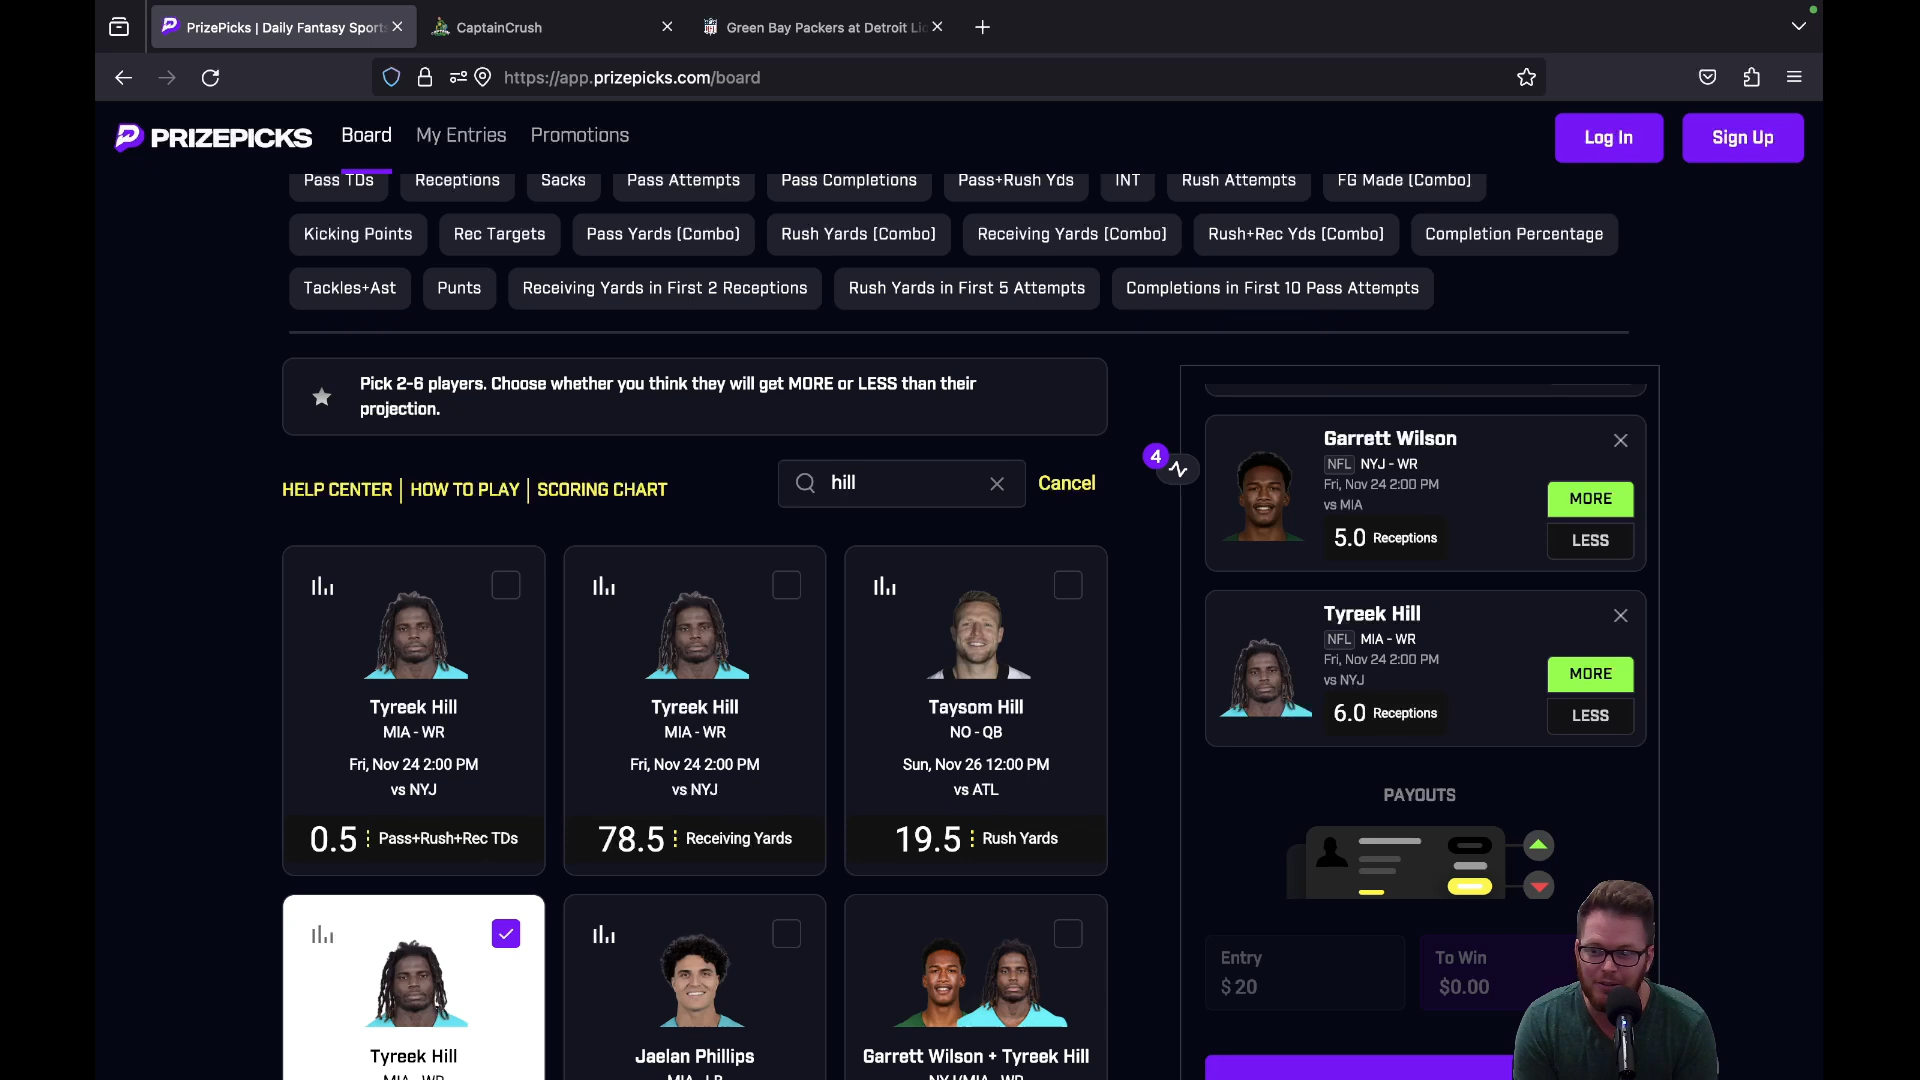 PrizePicks | Daily Fantasy Sports
CaptainCrush
Green Bay Packers at Detroit Lic
https://app.prizepicks.com/board
PRIZEPICKS
Board
My Entries
Promotions
Log In
Sign Up
Pass TDs
Receptions
Sacks
Pass Attempts
Pass Completions
Pass+Rush Yds
INT
Rush Attempts
FG Made (Combo)
Kicking Points
Rec Targets
Pass Yards (Combo)
Rush Yards (Combo)
Receiving Yards (Combo)
Rush+Rec Yds (Combo)
Completion Percentage
Tackles+Ast
Punts
Receiving Yards in First 2 Receptions
Rush Yards in First 5 Attempts
Completions in First 10 Pass Attempts
Pick 2-6 players. Choose whether you think they will get MORE or LESS than their
projection.
HELP CENTER | HOW TO PLAY | SCORING CHART
hill
Cancel
Tyreek Hill
MIA - WR
Fri, Nov 24 2:00 PM
vs NYJ
0.5 Pass+Rush+Rec TDs
Tyreek Hill
MIA - WR
Fri, Nov 24 2:00 PM
vs NYJ
78.5 Receiving Yards
Taysom Hill
NO - QB
Sun, Nov 26 12:00 PM
vs ATL
19.5 Rush Yards
Tyreek Hill
MIA - WR
Jaelan Phillips
MIA - LB
Garrett Wilson + Tyreek Hill
NYJ/MIA - WR
4
Garrett Wilson
NFL NYJ - WR
Fri, Nov 24 2:00 PM
vs MIA
5.0 Receptions
MORE
LESS
Tyreek Hill
NFL MIA - WR
Fri, Nov 24 2:00 PM
vs NYJ
6.0 Receptions
MORE
LESS
PAYOUTS
Entry
$ 20
To Win
$0.00